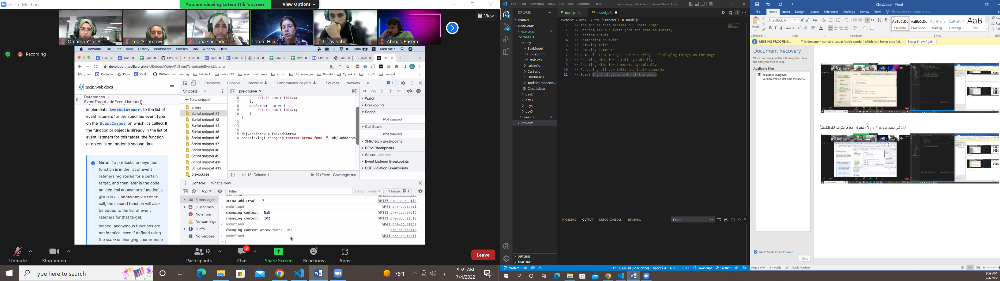 Zoom Meeting
You are viewing Lotem Hiki's screen
View Options
View
Omama Yousef
Luai Sharqawi
suha shehadeh
Lotem Hiki
Oday Sabe
Ahmad Basem
Recording
Chrome File Edit View History Bookmarks Profiles Tab Window Help
100%
Mon 9:57
developer.mozilla.org/en-US/docs/Web/API/EventTarget/addEventListener
gmail Calendar Drive Codio GitHub monday fullstack cohort 23 mac for students מיונים Job manager Rawabi CyberArk לקוחות content
mdn web docs
References >
EventTarget.addEventListener()
implements EventListener, to the list of
event listeners for the specified event type
on the EventTarget on which it's called. If
the function or object is already in the list of
event listeners for this target, the function
or object is not added a second time.
Note: If a particular anonymous
function is in the list of event
listeners registered for a certain
target, and then later in the code,
an identical anonymous function is
given in an addEventListener
call, the second function will also
be added to the list of event
listeners for that target.
Indeed, anonymous functions are
not identical even if defined using
the same unchanging source-code
Elements Console Recorder Performance insights Sources Network
Snippets
+ New snippet
Errors
Script snippet #1
Script snippet #2
Script snippet #4
Script snippet #5
Script snippet #6
Script snippet #7
Script snippet #8
Script snippet #9
Script snippet #10
Script snippet #12
pre-course
pre-course
6 return num + this.x;
7 },
8 addArrow: num => {
9 return num + this.x;
10 }
11 }
12
13
14
15 obj.addArrow = foo.addArrow
16 console.log("changing context arrow func: ", obj.addArrow
{} Line 13, Column 1 ⌘+Enter Coverage: n/a
Watch
Breakpoints
Scope
Not paused
Call Stack
Not paused
XHR/fetch Breakpoints
DOM Breakpoints
Global Listeners
Event Listener Breakpoints
CSP Violation Breakpoints
Console What's New
top
Filter
Default levels
1 Issue: 1
5 messages
5 user mes...
No errors
No warnings
5 info
No verbose
arrow add result: 7 VM185 pre-course:14
undefined VM41 pre-course:1
changing context: NaN VM191 pre-course:16
changing context: 102 VM191 pre-course:18
undefined VM41 pre-course:1
changing context arrow func: 202 pre-course:16
undefined VM41 pre-course:1
Unmute
Stop Video
Participants 18
Chat 3
Share Screen
Reactions
Apps
Leave
Type here to search
78°F
9:59 AM
7/4/2022
11
File Edit Selection View Go Run Terminal Help
● model.js - Bootcamp - Visual Studio Code
EXPLORER
SEARCH
BOOTCAMP
exercices
week-1
day1
BoxModel
index.html
style.css
calcInCss
CssBasic
HtmlBasics
Toolsfor moderm...
Class1.docx
day2
day3
day4
day5
week-2
projects
OUTLINE
TIMELINE
main.js U
model.js U
exercices > week-2 > day1 > tweeter > model.js
1 // The module that manages our posts logic
2 // Storing all our twits (not the same as tweets)
3 // Posting a twit
4 // Commenting on twits
5 // Removing twits
6 // Removing comments
7 // A module that manages our rendering - displaying things on the page
8 // Creating HTML for a twit dynamically
9 // Creating HTML for comments dynamically
10 // Rendering all our twits and their comments
11 // Something that glues both of the above
PROBLEMS OUTPUT DEBUG CONSOLE TERMINAL
Code
master* 0 0 Ln 11, Col 10 (32 selected) Spaces: 4 UTF-8 CRLF {} JavaScript Prettier
Class2.docx - Word
File Home Insert Design Layout References Mailings Review View Tell me what you want to do...
Paste
Arial (Body C 11
AaBbCcDc AaBbCcDc AaBbCc AaBbCcE AaB
¶ Normal ¶ No Spac... Heading 1 Heading 2 Title
Clipboard Font Paragraph Styles
MISSING PROOFING... This document contains text in Arabic (Jordan) which isn't being proofed. Never Show Again
Document Recovery
Word has recovered the following files. Save
the ones you wish to keep.
Available Files
help.docx [Original]
Version created last time the user ...
Which file do I want to save?
Close
اول شي بحدد هل هو ارو ولا ريجيولر بعدها بشوف الكونتكست
Page 6 of 6 131 words Arabic (Jordan)
9:59 AM
7/4/2022